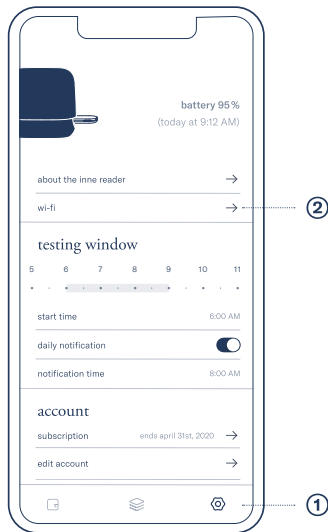 battery 95%
(today at 9:12 AM)
about the inne reader
wi-fi
2
testing window
5 6 7 8 9 10 11
start time 6:00 AM
daily notification
notification time 8:00 AM
account
subscription ends april 31st, 2020
edit account
1